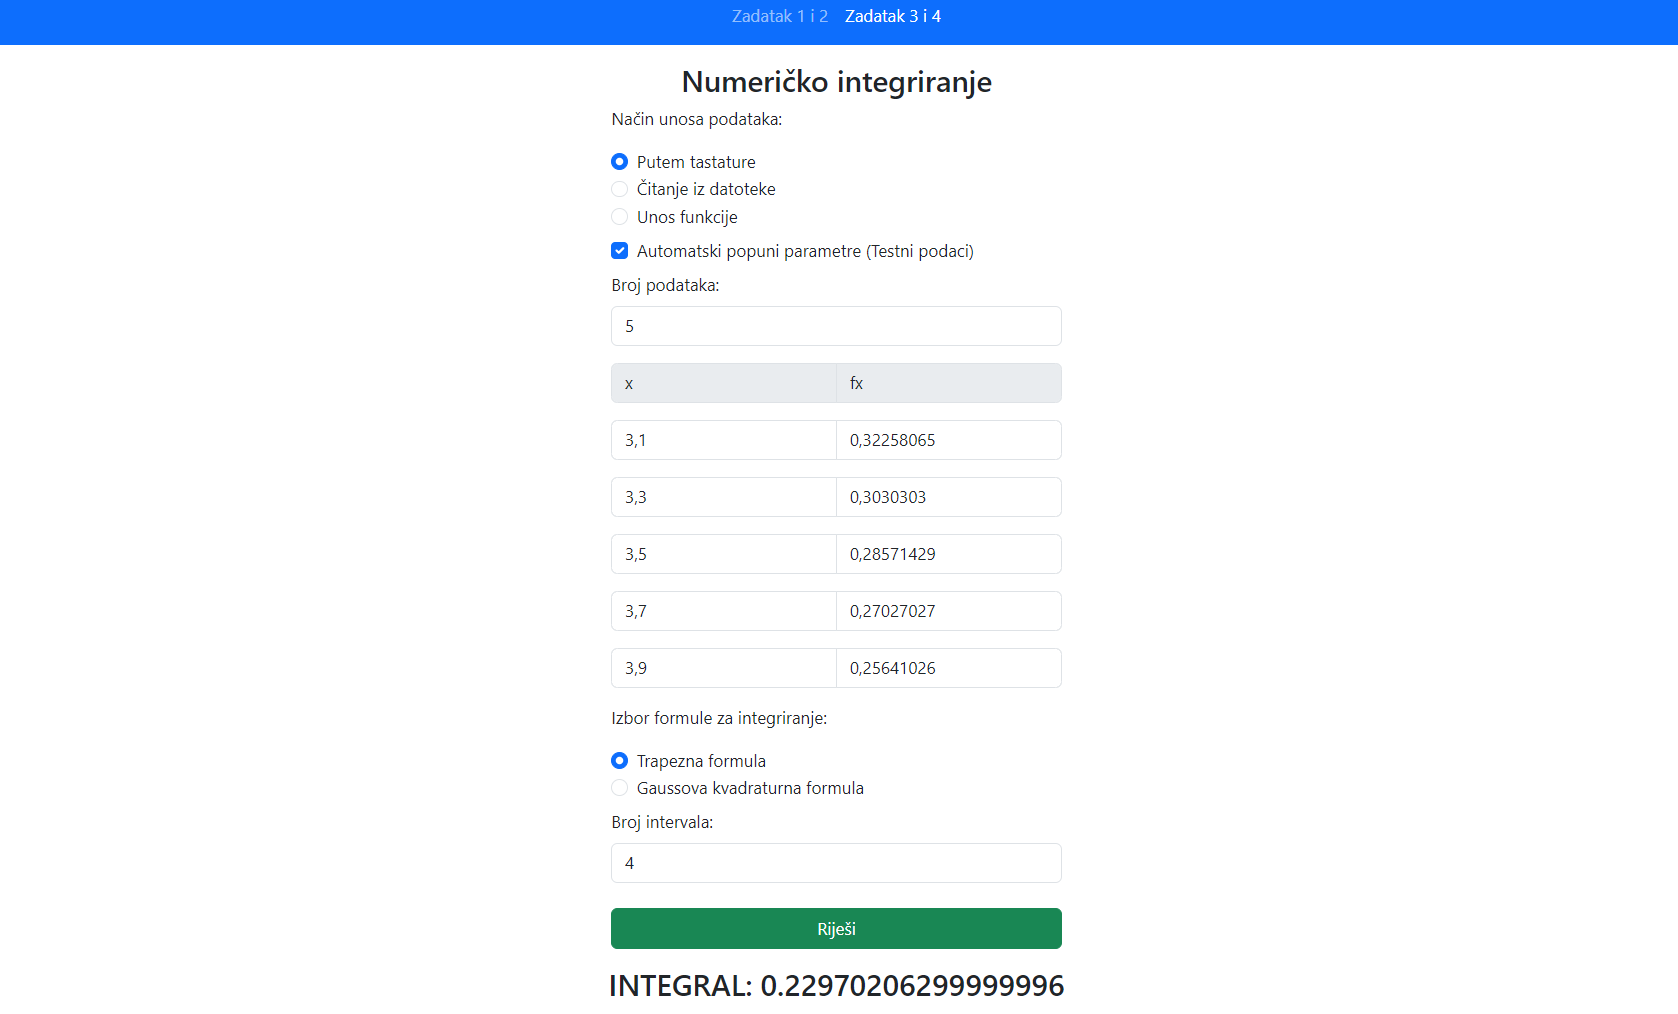 Zadatak 1 i 2 Zadatak 3 i 4
Numeričko integriranje
Način unosa podataka:
Putem tastature
Čitanje iz datoteke
Unos funkcije
Automatski popuni parametre (Testni podaci)
Broj podataka:
5
x fx
3,1 0,32258065
3,3 0,3030303
3,5 0,28571429
3,7 0,27027027
3,9 0,25641026
Izbor formule za integriranje:
Trapezna formula
Gaussova kvadraturna formula
Broj intervala:
4
Riješi
INTEGRAL: 0.22970206299999996